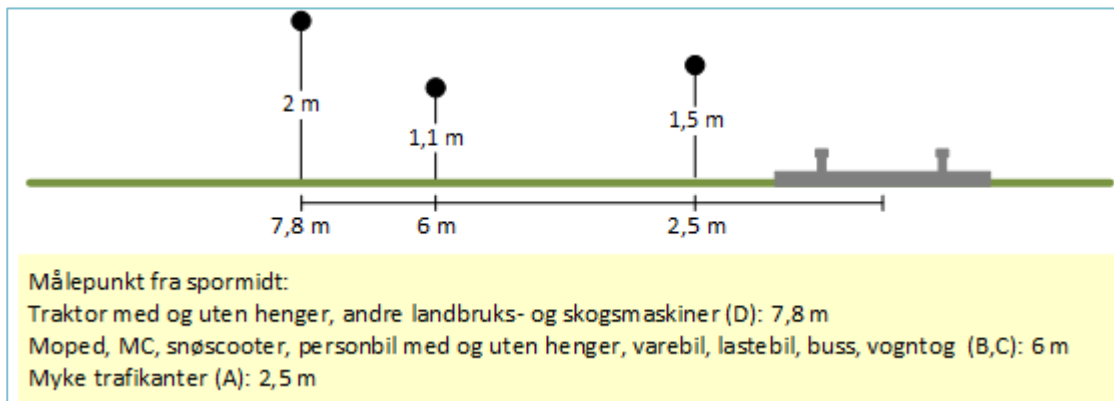 2 m
1,1 m
1,5 m
7,8 m 6 m 2,5 m
Målepunkt fra spormidt:
Traktor med og uten henger, andre landbruks- og skogsmaskiner (D): 7,8 m
Moped, MC, snøscooter, personbil med og uten henger, varebil, lastebil, buss, vogntog (B,C): 6 m
Myke trafikanter (A): 2,5 m